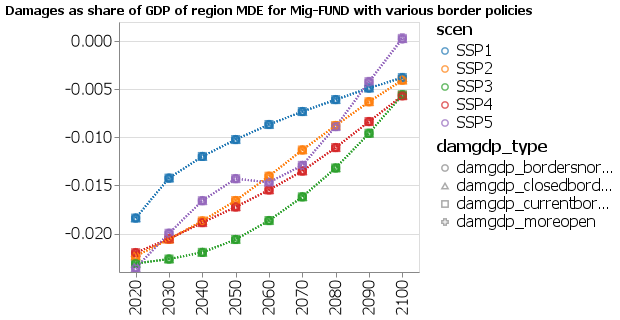 Damages as share of GDP of region MDE for Mig-FUND with various border policies
0.000
-0.005
-0.010
-0.015
-0.020
2020
2030
2040
2050
2060
2070
2080
2090
2100
scen
SSP1
SSP2
SSP3
SSP4
SSP5
damgdp_type
damgdp_bordersnor...
damgdp_closedbord...
damgdp_currentbor...
damgdp_moreopen